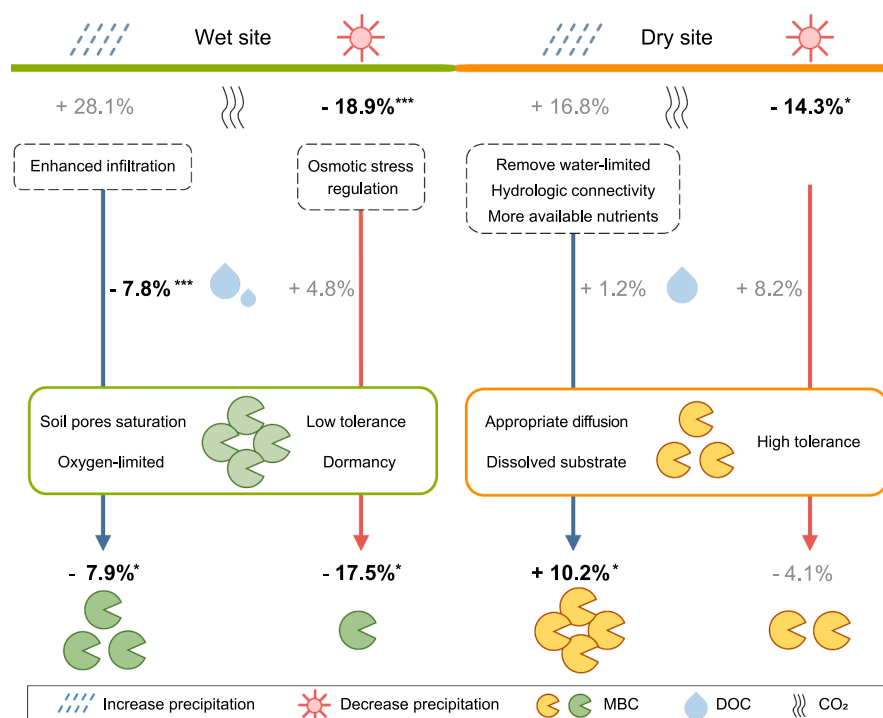 Wet site
Dry site
+ 28.1%
- 18.9%***
+ 16.8%
- 14.3%*
Enhanced infiltration
Osmotic stress
regulation
Remove water-limited
Hydrologic connectivity
More available nutrients
- 7.8% ***
+ 4.8%
+ 1.2%
+ 8.2%
Soil pores saturation
Oxygen-limited
Low tolerance
Dormancy
Appropriate diffusion
Dissolved substrate
High tolerance
- 7.9%*
- 17.5%*
+ 10.2%*
- 4.1%
Increase precipitation
Decrease precipitation
MBC
DOC
CO₂